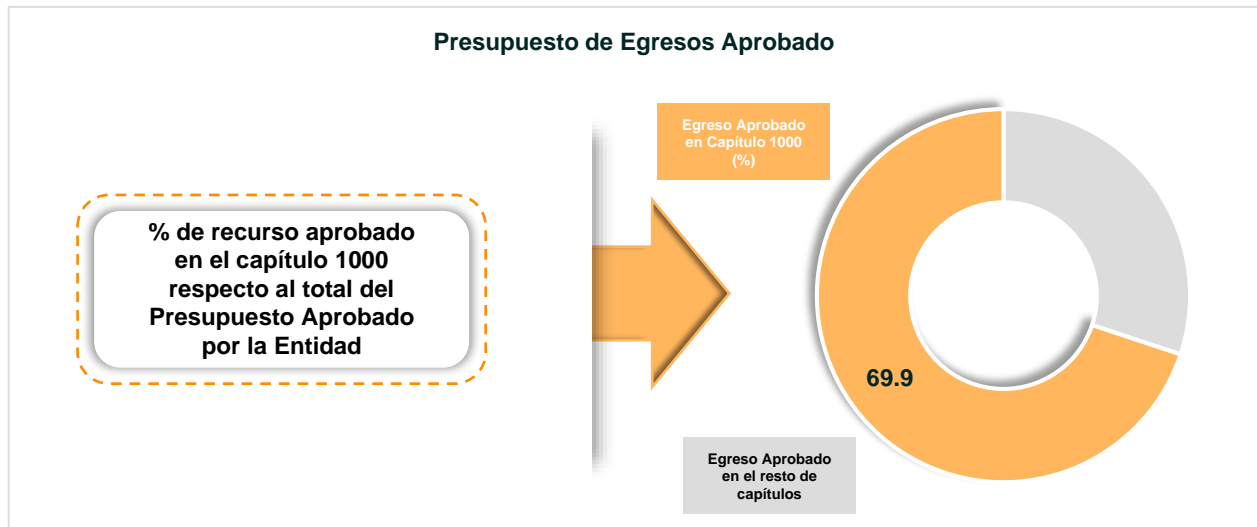 Presupuesto de Egresos Aprobado
% de recurso aprobado
en el capítulo 1000
respecto al total del
Presupuesto Aprobado
por la Entidad
Egreso Aprobado
en Capítulo 1000
(%)
69.9
Egreso Aprobado
en el resto de
capítulos